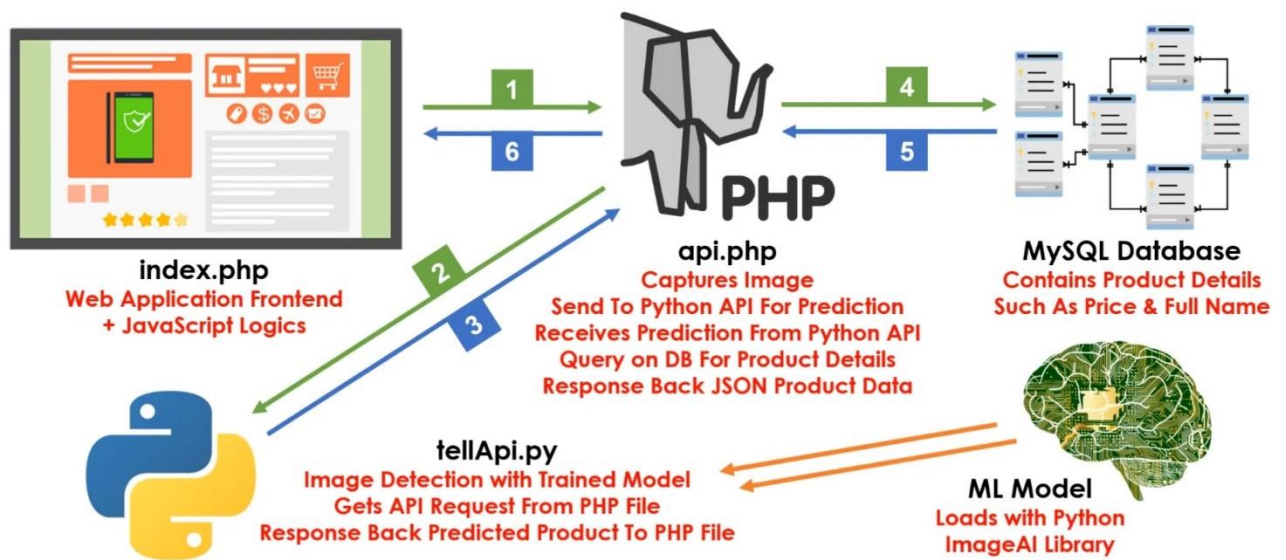 1
6
4
5
PHP
index.php
Web Application Frontend
+ JavaScript Logics
2
3
api.php
Captures Image
Send To Python API For Prediction
Receives Prediction From Python API
Query on DB For Product Details
Response Back JSON Product Data
MySQL Database
Contains Product Details
Such As Price & Full Name
tellApi.py
Image Detection with Trained Model
Gets API Request From PHP File
Response Back Predicted Product To PHP File
ML Model
Loads with Python
ImageAI Library